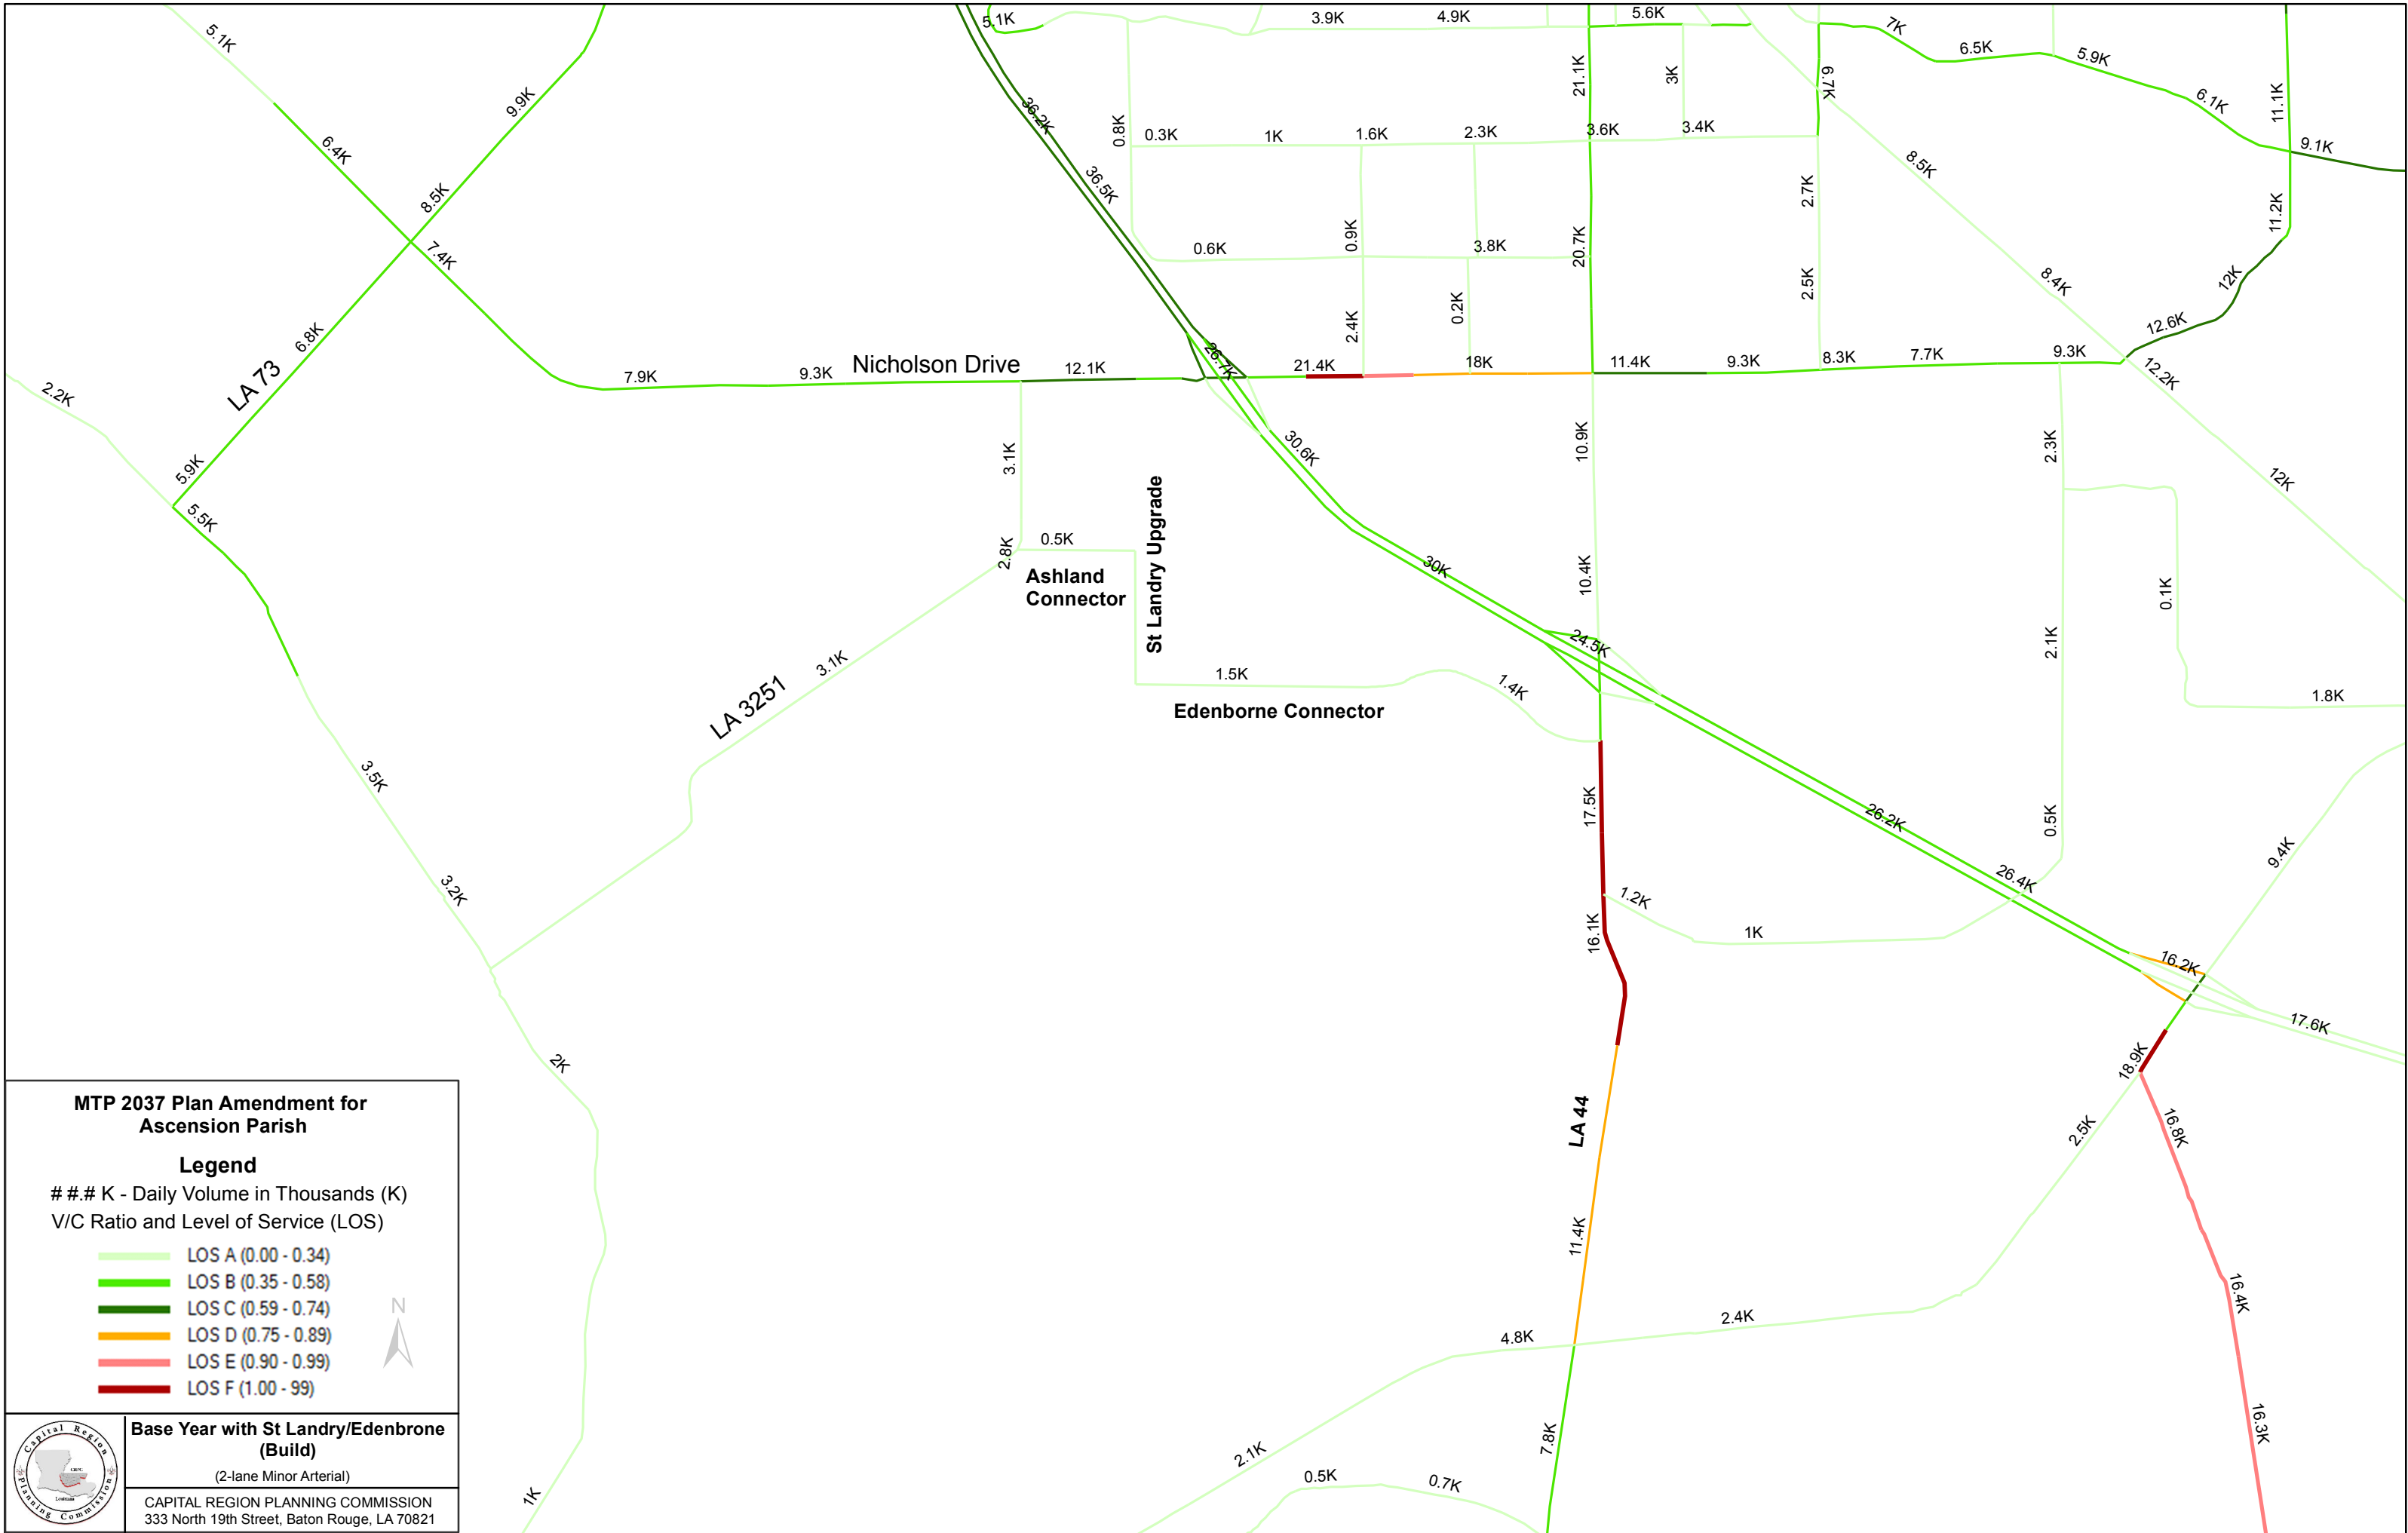 5.1K
3.9K
4.9K
5.6K
7K
6.5K
5.9K
6.1K
11.1K
9.1K
5.1K
9.9K
36.2K
0.8K
21.1K
3K
6.7K
0.3K
1K
1.6K
2.3K
3.6K
3.4K
6.4K
8.5K
7.4K
36.5K
8.5K
2.7K
11.2K
0.6K
0.9K
3.8K
20.7K
2.5K
8.4K
12K
6.8K
2.4K
0.2K
12.6K
LA 73
Nicholson Drive
7.9K
9.3K
12.1K
26.7K
21.4K
18K
11.4K
9.3K
8.3K
7.7K
9.3K
12.2K
2.2K
5.9K
5.5K
3.1K
30.6K
10.9K
2.3K
12K
2.8K
0.5K
Ashland
Connector
St Landry Upgrade
30K
10.4K
0.1K
24.5K
2.1K
LA 3251
3.1K
1.5K
1.4K
Edenborne Connector
1.8K
3.5K
17.5K
26.2K
0.5K
9.4K
3.2K
1.2K
16.1K
1K
26.4K
16.2K
17.6K
2K
18.9K
LA 44
2.5K
16.8K
11.4K
16.4K
4.8K
2.4K
7.8K
16.3K
2.1K
0.5K
0.7K
1K
MTP 2037 Plan Amendment for
Ascension Parish
Legend
# #.# K - Daily Volume in Thousands (K)
V/C Ratio and Level of Service (LOS)
LOS A (0.00 - 0.34)
LOS B (0.35 - 0.58)
LOS C (0.59 - 0.74)
LOS D (0.75 - 0.89)
LOS E (0.90 - 0.99)
LOS F (1.00 - 99)
N
Capital Region
Planning Commission
Louisiana
Base Year with St Landry/Edenbrone
(Build)
(2-lane Minor Arterial)
CAPITAL REGION PLANNING COMMISSION
333 North 19th Street, Baton Rouge, LA 70821